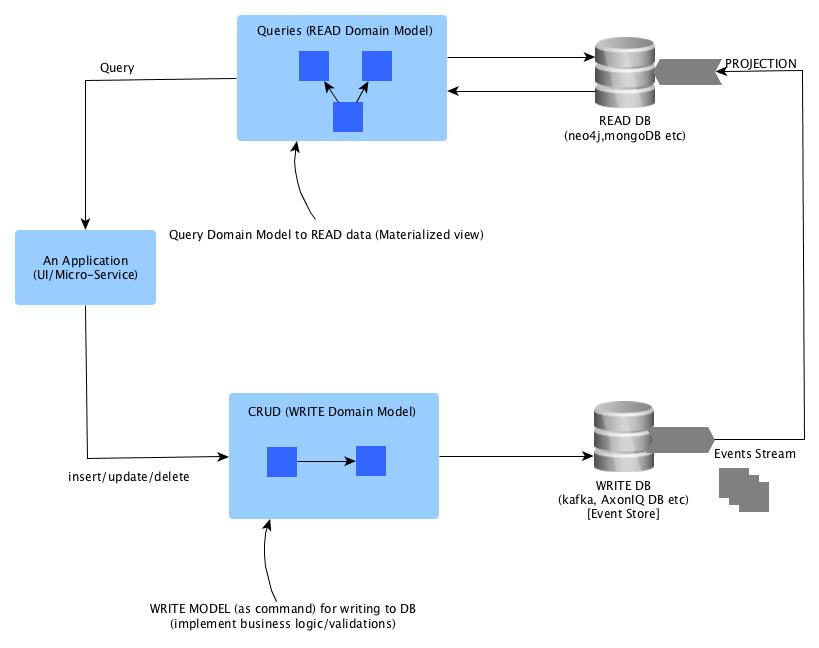 Queries (READ Domain Model)
Query
PROJECTION
READ DB
(neo4j,mongoDB etc)
Query Domain Model to READ data (Materialized view)
An Application
(UI/Micro-Service)
CRUD (WRITE Domain Model)
insert/update/delete
Events Stream
WRITE DB
(kafka, AxonIQ DB etc)
[Event Store]
WRITE MODEL (as command) for writing to DB
(implement business logic/validations)